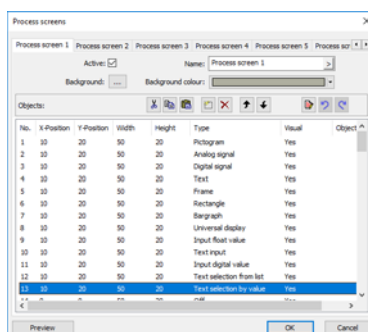 Process screens
Process screen 1 Process screen 2 Process screen 3 Process screen 4 Process screen 5 Process scr
Active: Name: Process screen 1 >
Background: ... Background colour:
Objects:
No. X-Position Y-Position Width Height Type Visual Object
1 10 20 50 20 Pictogram Yes
2 10 20 50 20 Analog signal Yes
3 10 20 50 20 Digital signal Yes
4 10 20 50 20 Text Yes
5 10 20 50 20 Frame Yes
6 10 20 50 20 Rectangle Yes
7 10 20 50 20 Bargraph Yes
8 10 20 50 20 Universal display Yes
9 10 20 50 20 Input float value Yes
10 10 20 50 20 Text input Yes
11 10 20 50 20 Input digital value Yes
12 10 20 50 20 Text selection from list Yes
13 10 20 50 20 Text selection by value Yes
Preview OK Cancel